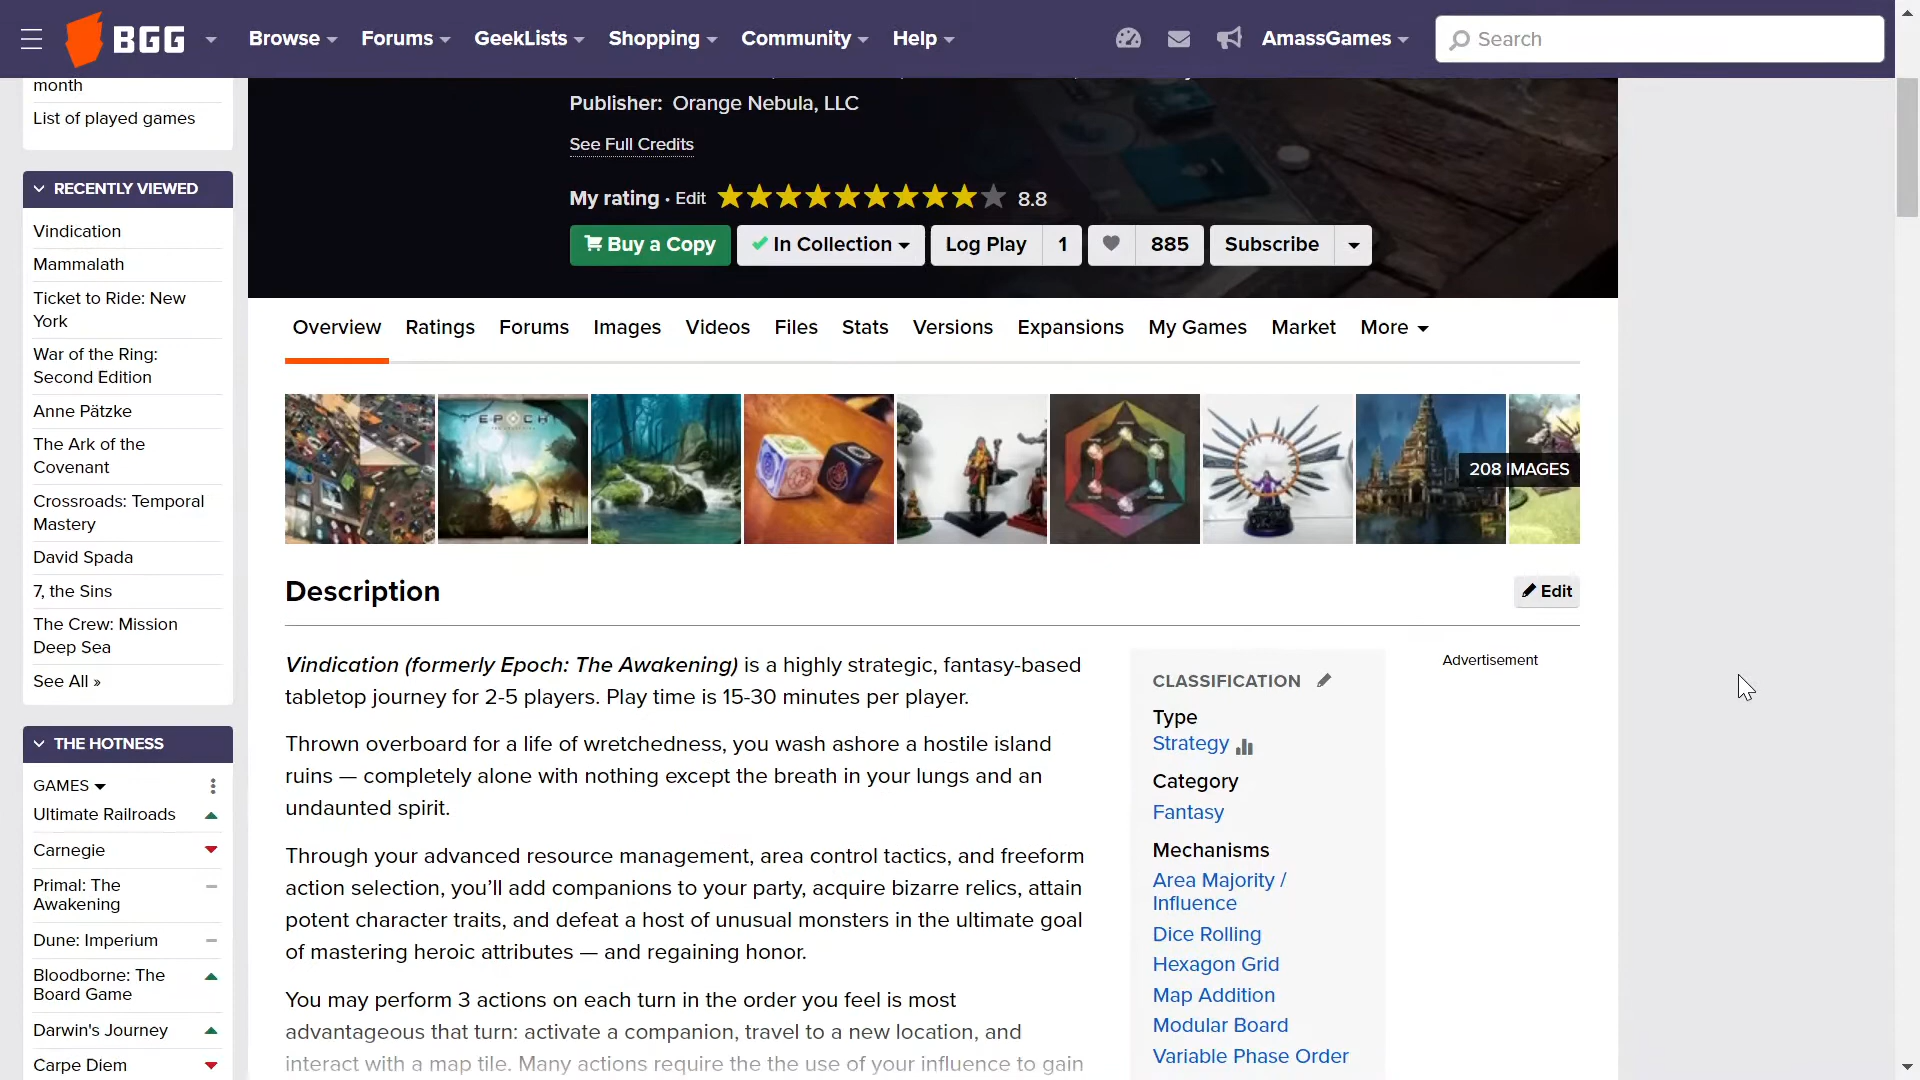 BGG
Browse
Forums
GeekLists
Shopping
Community
Help
AmassGames
Search
month
List of played games
RECENTLY VIEWED
Vindication
Mammalath
Ticket to Ride: New
York
War of the Ring:
Second Edition
Anne Pätzke
The Ark of the
Covenant
Crossroads: Temporal
Mastery
David Spada
7, the Sins
The Crew: Mission
Deep Sea
See All »
THE HOTNESS
GAMES
Ultimate Railroads
Carnegie
Primal: The
Awakening
Dune: Imperium
Bloodborne: The
Board Game
Darwin's Journey
Carpe Diem
Publisher: Orange Nebula, LLC
See Full Credits
My rating • Edit 8.8
Buy a Copy
In Collection
Log Play 1
885
Subscribe
Overview
Ratings
Forums
Images
Videos
Files
Stats
Versions
Expansions
My Games
Market
More
EPOCH
208 IMAGES
Description
Edit
Vindication (formerly Epoch: The Awakening) is a highly strategic, fantasy-based
tabletop journey for 2-5 players. Play time is 15-30 minutes per player.
Thrown overboard for a life of wretchedness, you wash ashore a hostile island
ruins — completely alone with nothing except the breath in your lungs and an
undaunted spirit.
Through your advanced resource management, area control tactics, and freeform
action selection, you’ll add companions to your party, acquire bizarre relics, attain
potent character traits, and defeat a host of unusual monsters in the ultimate goal
of mastering heroic attributes — and regaining honor.
You may perform 3 actions on each turn in the order you feel is most
advantageous that turn: activate a companion, travel to a new location, and
interact with a map tile. Many actions require the the use of your influence to gain
CLASSIFICATION
Type
Strategy
Category
Fantasy
Mechanisms
Area Majority /
Influence
Dice Rolling
Hexagon Grid
Map Addition
Modular Board
Variable Phase Order
Advertisement